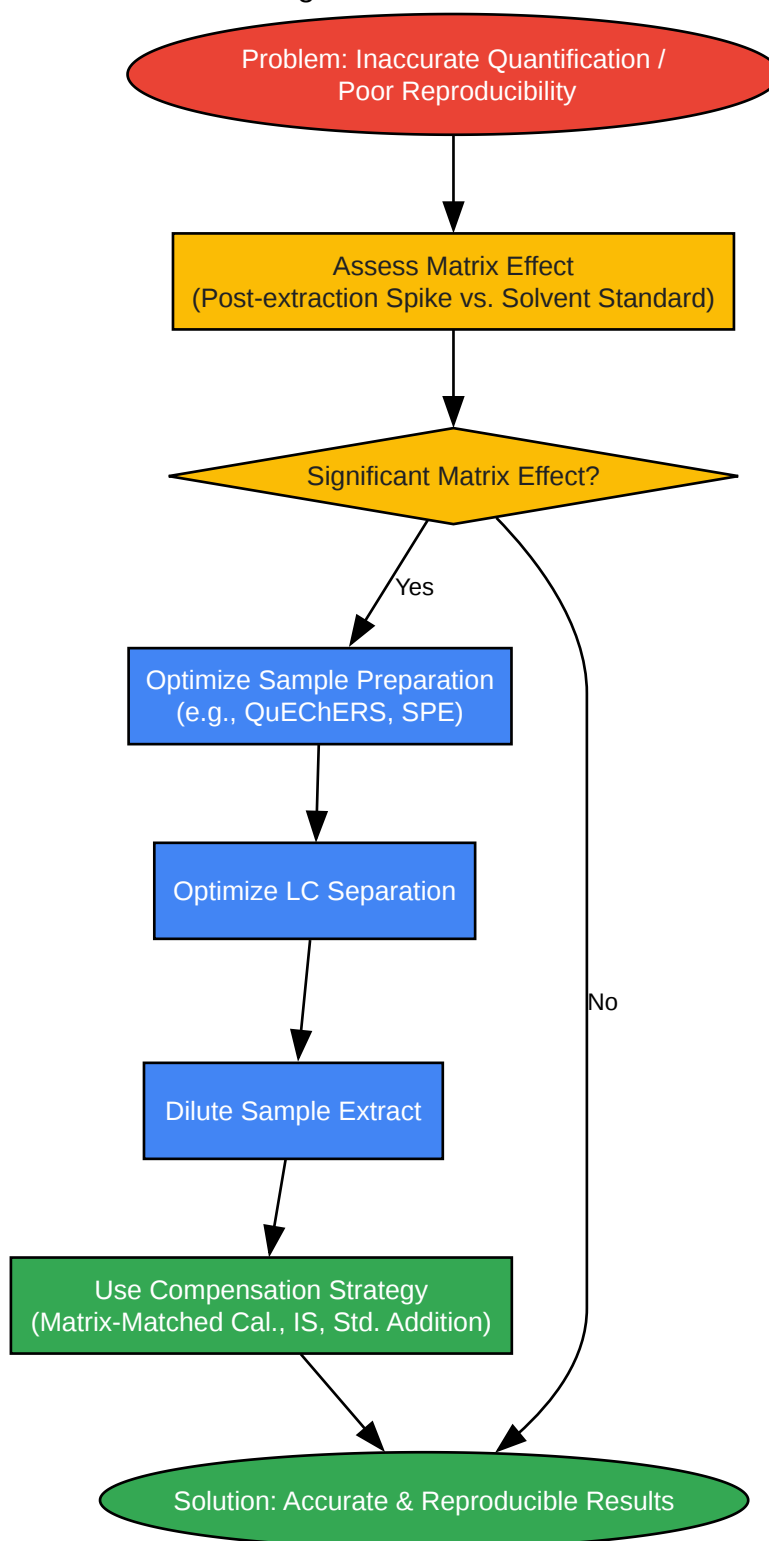 Problem: Inaccurate Quantification /
Poor Reproducibility
Assess Matrix Effect
(Post-extraction Spike vs. Solvent Standard)
Significant Matrix Effect?
Yes
Optimize Sample Preparation
(e.g., QuEChERS, SPE)
Optimize LC Separation
No
Dilute Sample Extract
Use Compensation Strategy
(Matrix-Matched Cal., IS, Std. Addition)
Solution: Accurate & Reproducible Results